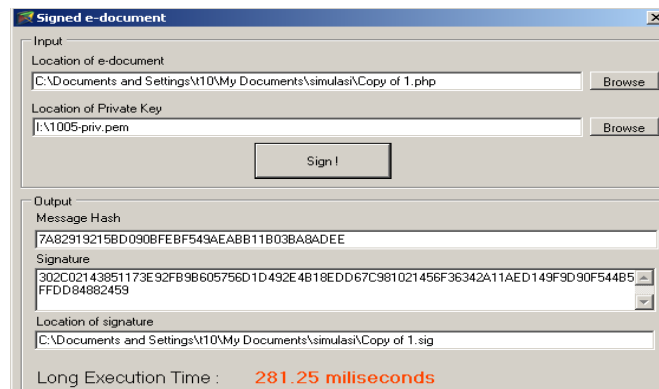 Signed e-document
Input
Location of e-document
C:\Documents and Settings\t10\My Documents\simulasi\Copy of 1.php
Browse
Location of Private Key
I:\1005-priv.pem
Browse
Sign !
Output
Message Hash
7A82919215BD090BFEBF549AEABB11B03BA8ADEE
Signature
302C02143851173E92FB9B605756D1D492E4B18EDD67C981021456F36342A11AED149F9D90F544B5
FFDD84882459
Location of signature
C:\Documents and Settings\t10\My Documents\simulasi\Copy of 1.sig
Long Execution Time : 281.25 miliseconds